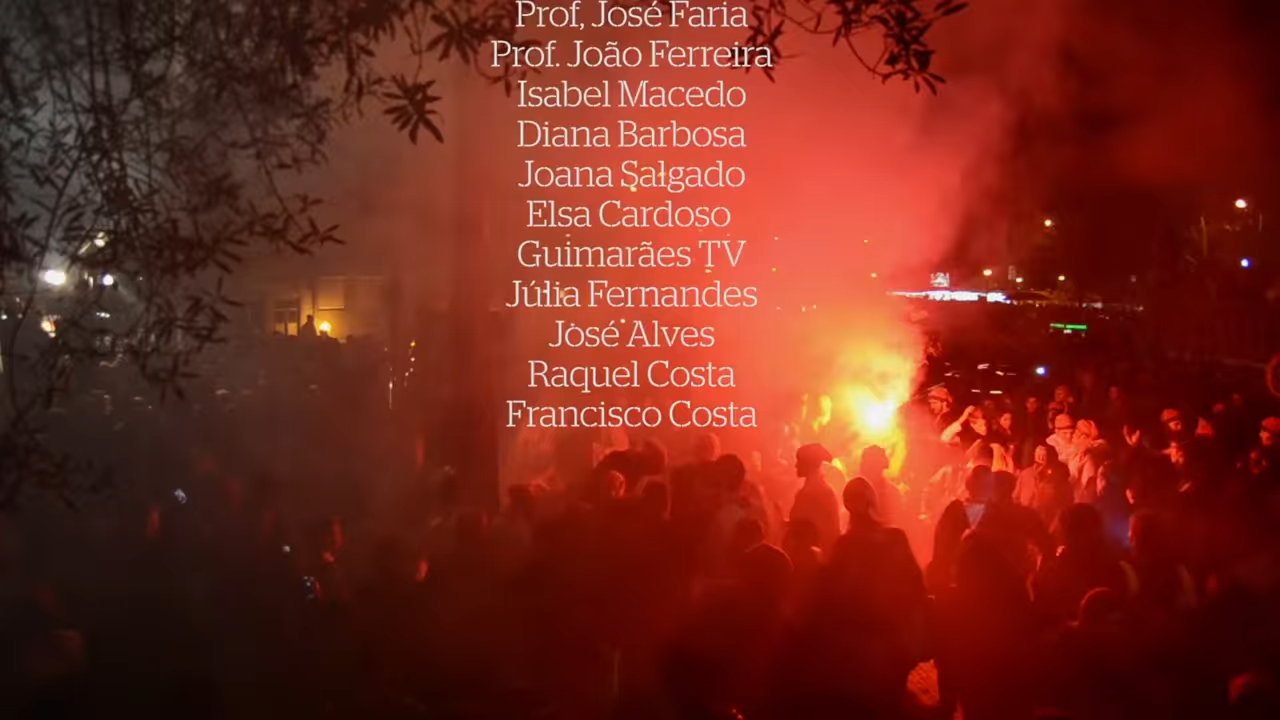 Prof, José Faria
Prof. João Ferreira
Isabel Macedo
Diana Barbosa
Joana Salgado
Elsa Cardoso
Guimarães TV
Júlia Fernandes
José Alves
Raquel Costa
Francisco Costa